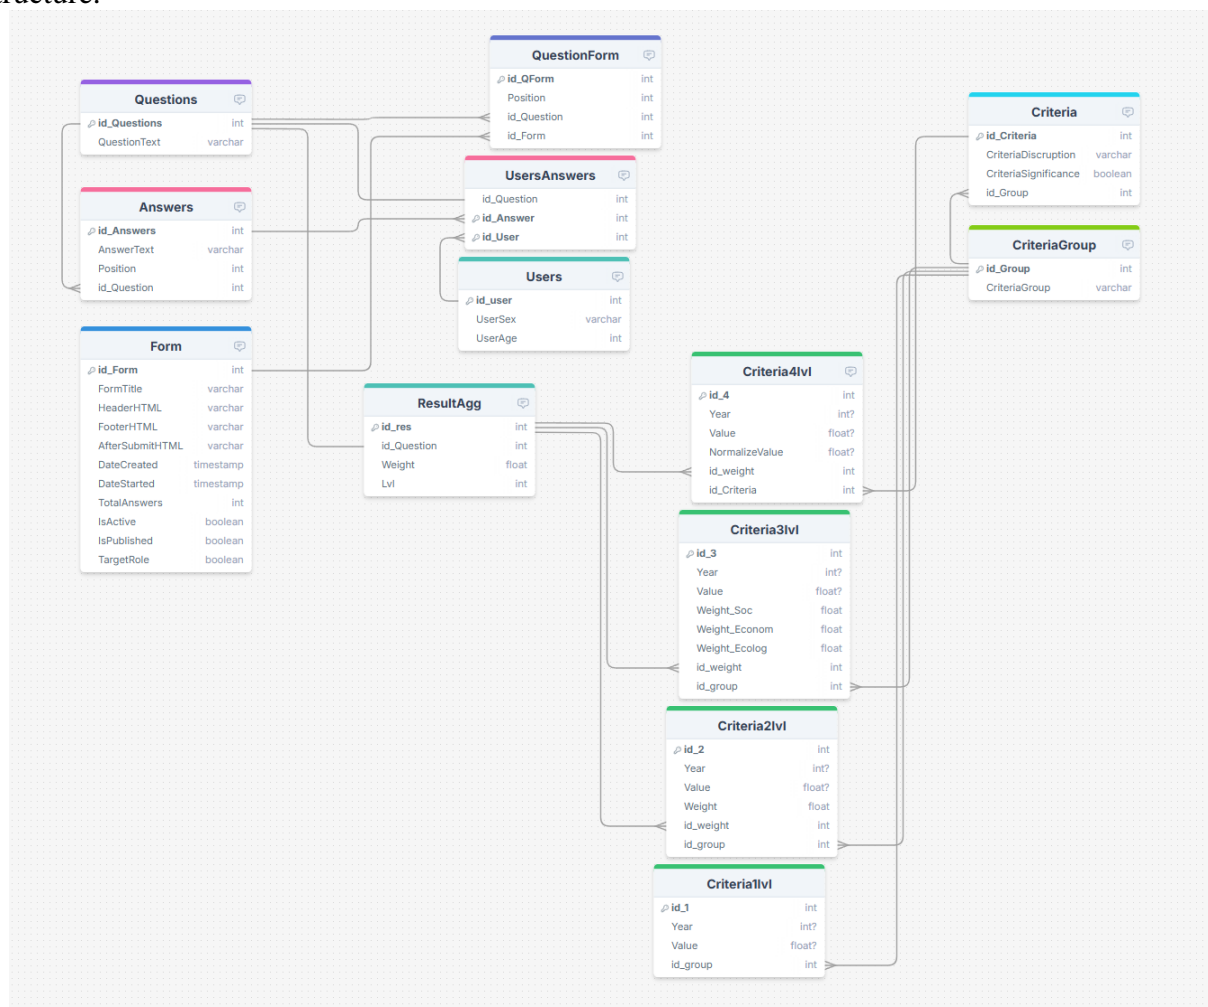 ructure.
QuestionForm
id_QForm int
Position int
id_Question int
id_Form int
Questions
id_Questions int
QuestionText varchar
Criteria
id_Criteria int
CriteriaDiscruption varchar
CriteriaSignificance boolean
id_Group int
UsersAnswers
id_Question int
id_Answer int
id_User int
Answers
id_Answers int
AnswerText varchar
Position int
id_Question int
CriteriaGroup
id_Group int
CriteriaGroup varchar
Users
id_user int
UserSex varchar
UserAge int
Form
id_Form int
FormTitle varchar
HeaderHTML varchar
FooterHTML varchar
AfterSubmitHTML varchar
DateCreated timestamp
DateStarted timestamp
TotalAnswers int
IsActive boolean
IsPublished boolean
TargetRole boolean
ResultAgg
id_res int
id_Question int
Weight float
Lvl int
Criteria4lvl
id_4 int
Year int?
Value float?
NormalizeValue float?
id_weight int
id_Criteria int
Criteria3lvl
id_3 int
Year int?
Value float?
Weight_Soc float
Weight_Econom float
Weight_Ecolog float
id_weight int
id_group int
Criteria2lvl
id_2 int
Year int?
Value float?
Weight float
id_weight int
id_group int
Criteria1lvl
id_1 int
Year int?
Value float?
id_group int